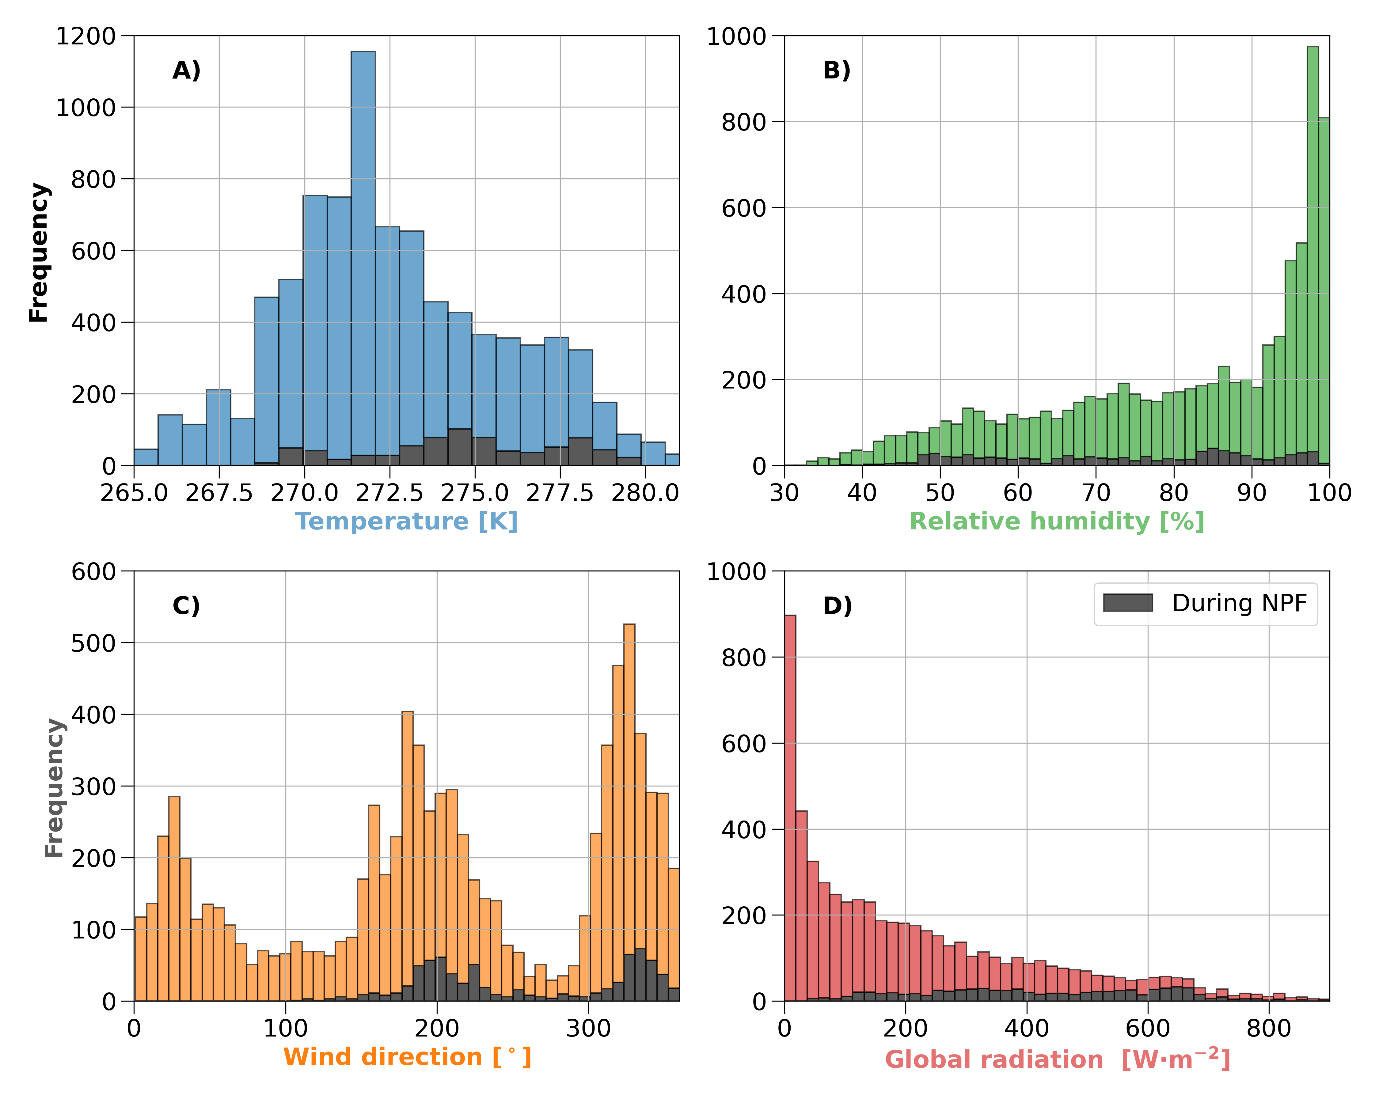 A)
1200
1000
800
600
400
200
0
Frequency
265.0 267.5 270.0 272.5 275.0 277.5 280.0
Temperature [K]
B)
1000
800
600
400
200
0
30 40 50 60 70 80 90 100
Relative humidity [%]
C)
600
500
400
300
200
100
0
Frequency
0 100 200 300
Wind direction [°]
D)
During NPF
1000
800
600
400
200
0
0 200 400 600 800
Global radiation [W·m⁻²]